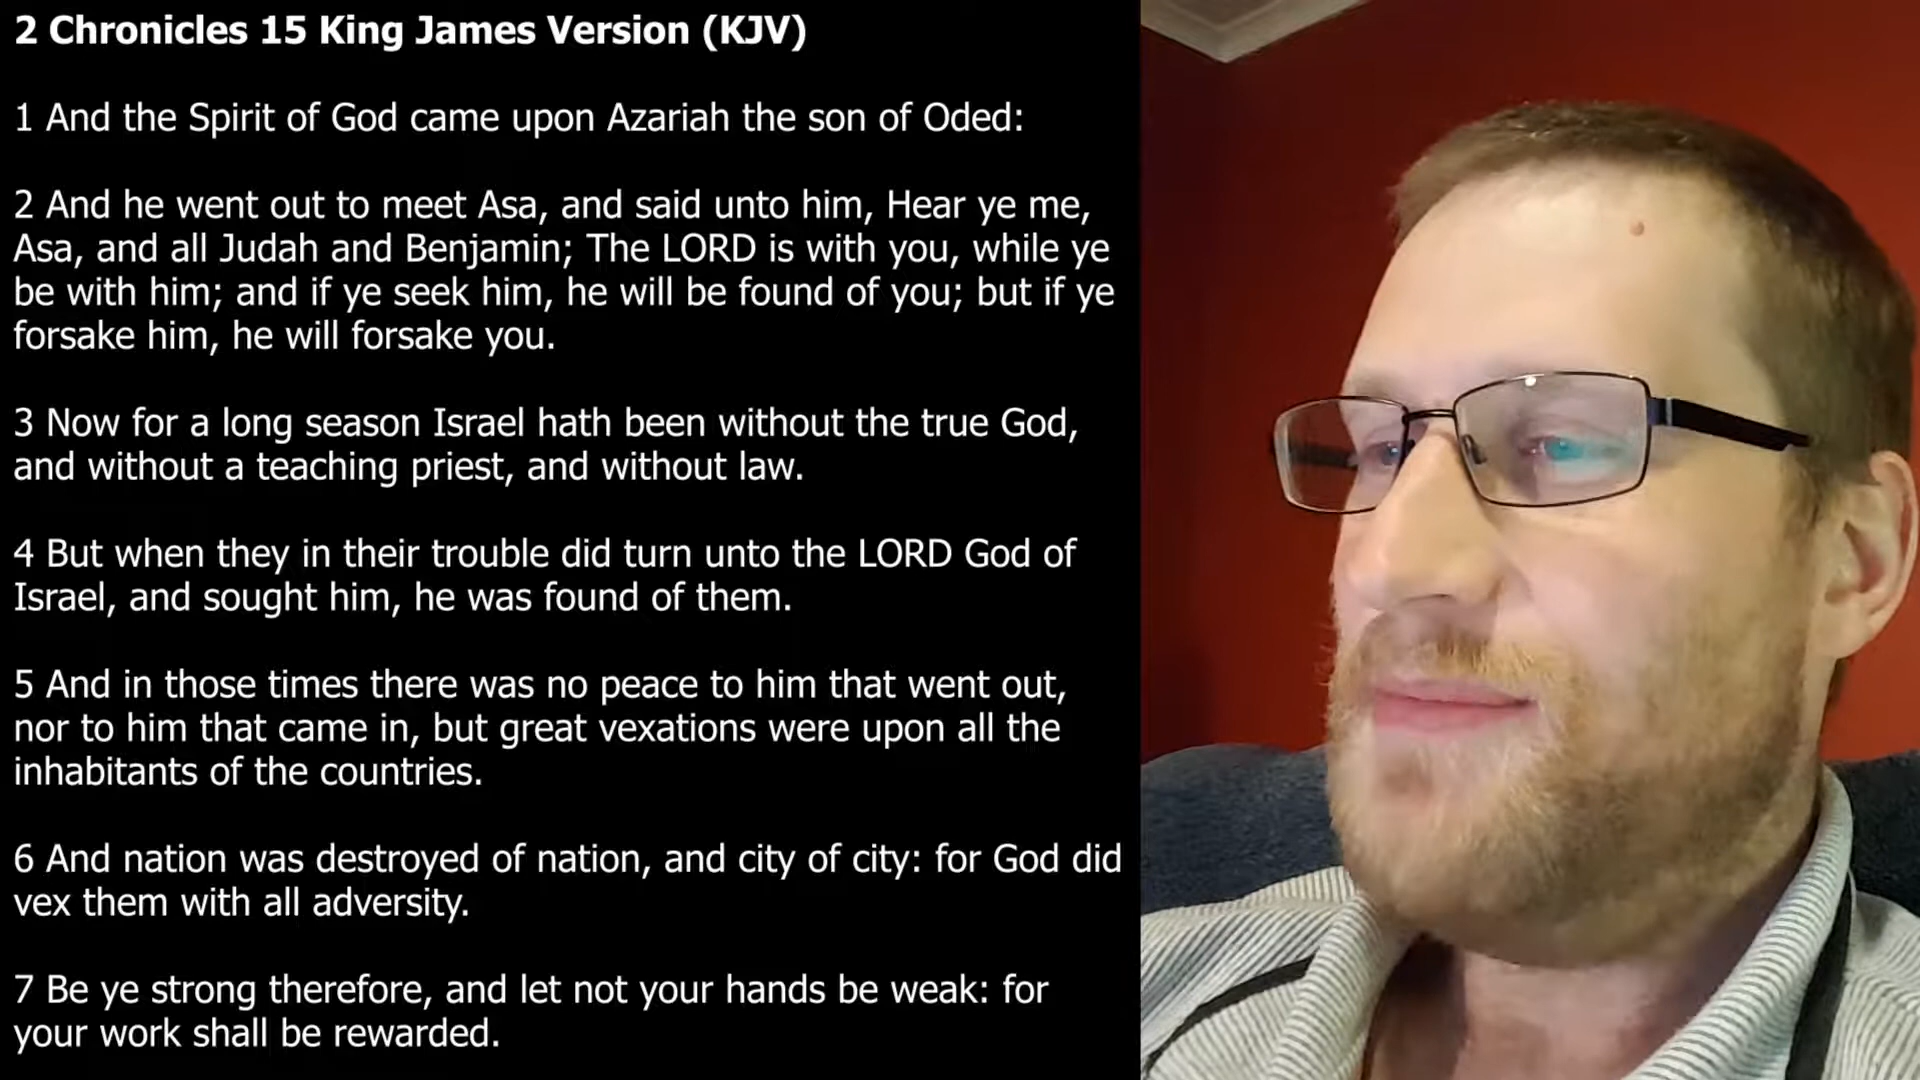 2 Chronicles 15 King James Version (KJV)
1 And the Spirit of God came upon Azariah the son of Oded:
2 And he went out to meet Asa, and said unto him, Hear ye me,
Asa, and all Judah and Benjamin; The LORD is with you, while ye
be with him; and if ye seek him, he will be found of you; but if ye
forsake him, he will forsake you.
3 Now for a long season Israel hath been without the true God,
and without a teaching priest, and without law.
4 But when they in their trouble did turn unto the LORD God of
Israel, and sought him, he was found of them.
5 And in those times there was no peace to him that went out,
nor to him that came in, but great vexations were upon all the
inhabitants of the countries.
6 And nation was destroyed of nation, and city of city: for God did
vex them with all adversity.
7 Be ye strong therefore, and let not your hands be weak: for
your work shall be rewarded.